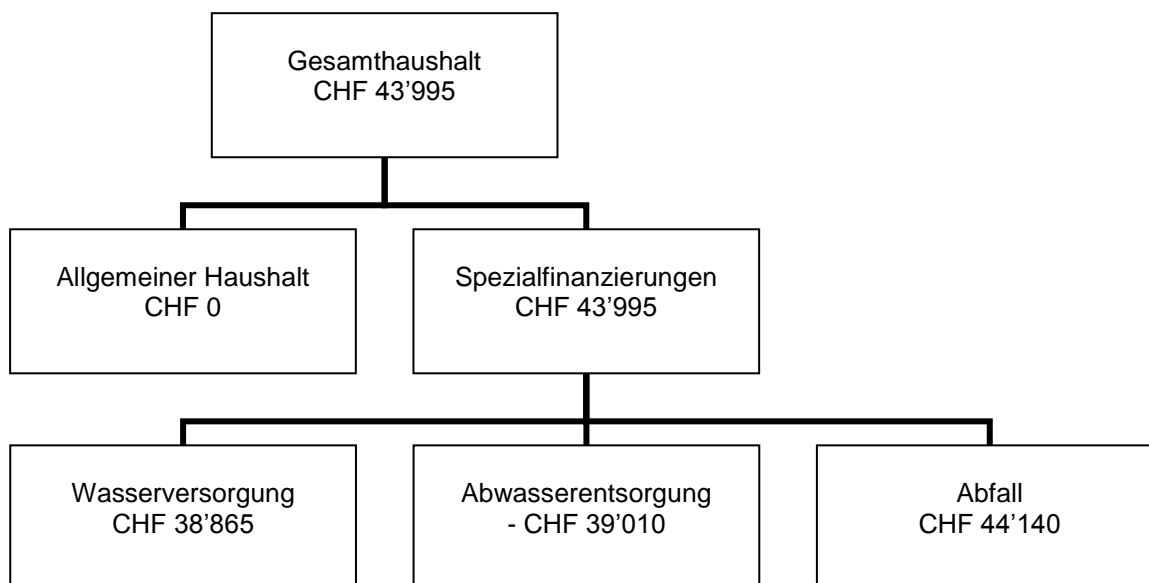 Gesamthaushalt
CHF 43’995
Allgemeiner Haushalt
CHF 0
Spezialfinanzierungen
CHF 43’995
Wasserversorgung
CHF 38’865
Abwasserentsorgung
- CHF 39’010
Abfall
CHF 44’140